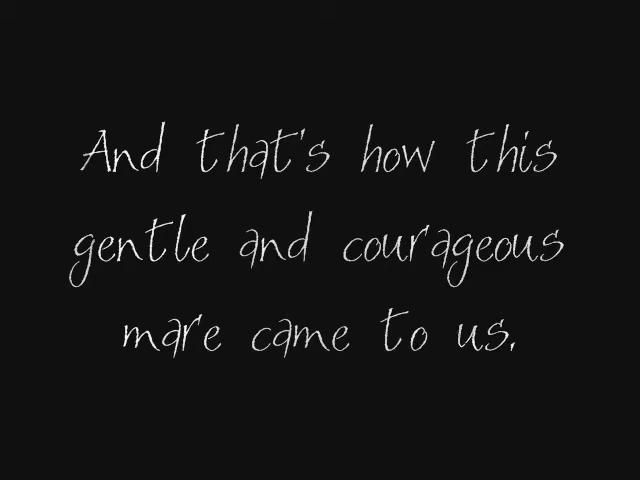 And that's how this
gentle and courageous
mare came to us.